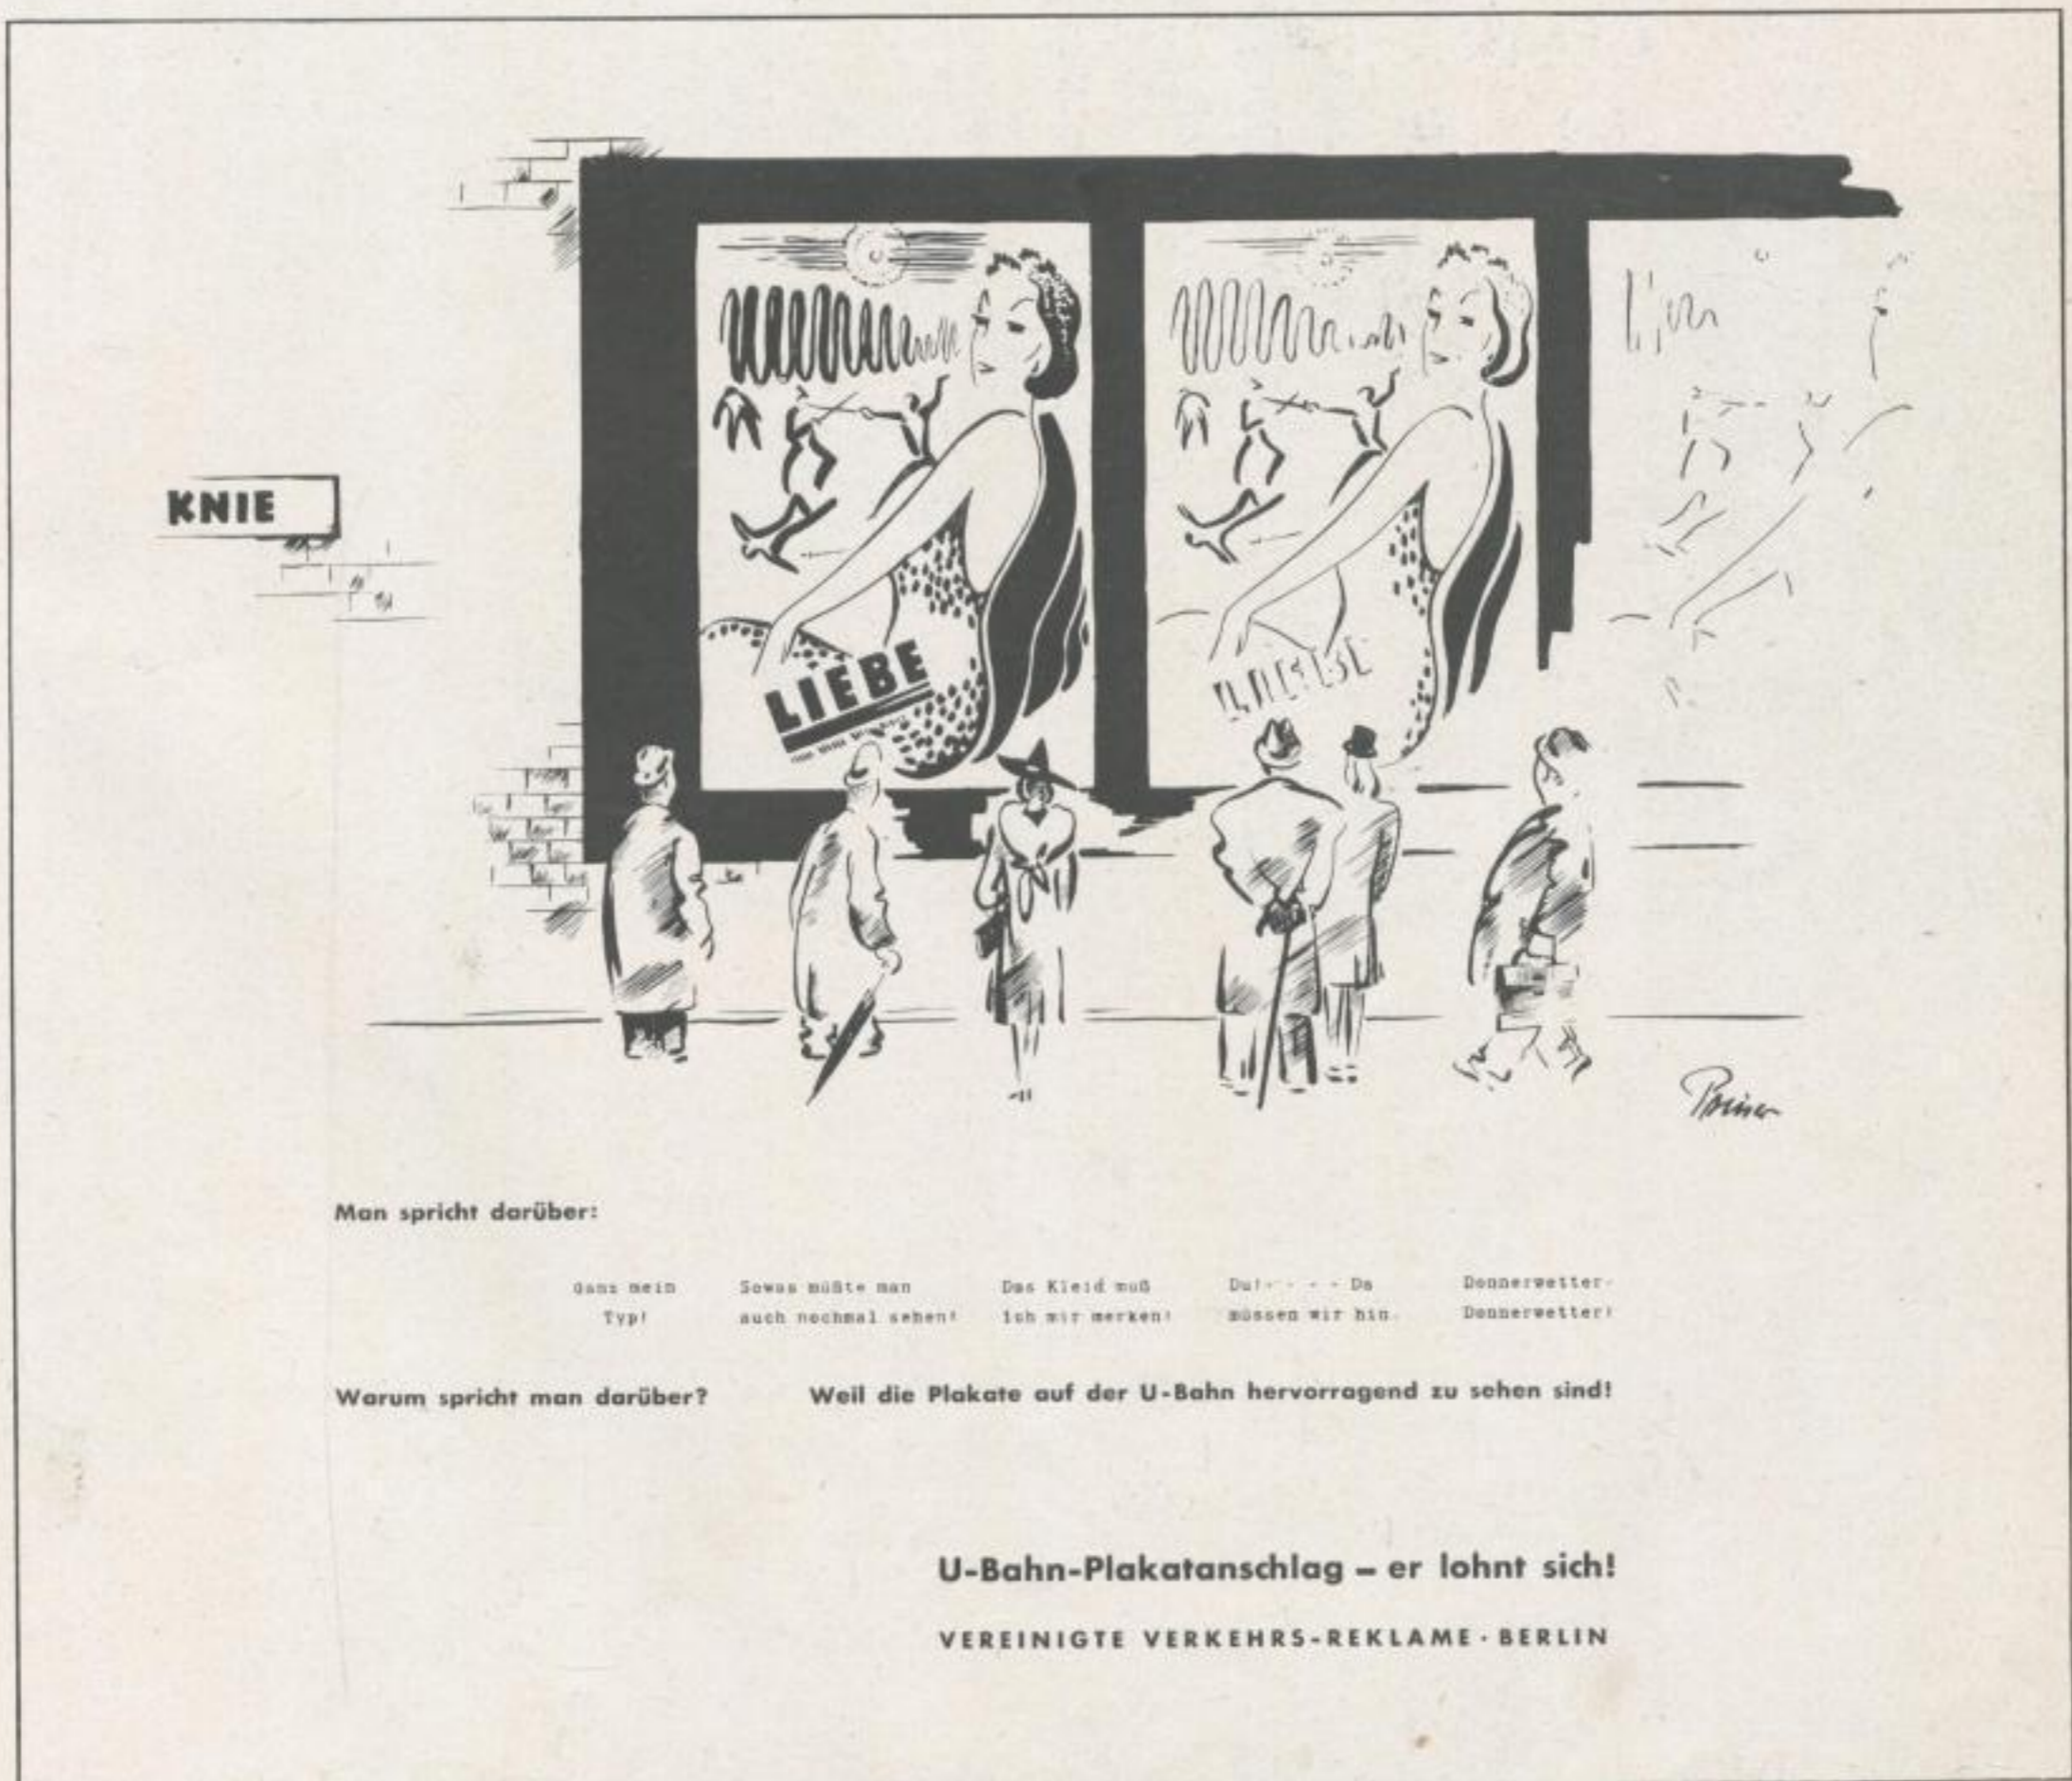 KNIE
LIEBE
LIEBE
Man spricht darüber:
Ganz mein
Typ!
Sowas müßte man
auch nochmal sehen!
Das Kleid muß
ich mir merken!
Du! - - - - Da
müssen wir hin.
Donnerwetter-
Donnerwetter!
Warum spricht man darüber?
Weil die Plakate auf der U-Bahn hervorragend zu sehen sind!
U-Bahn-Plakatanschlag – er lohnt sich!
VEREINIGTE VERKEHRS-REKLAME · BERLIN